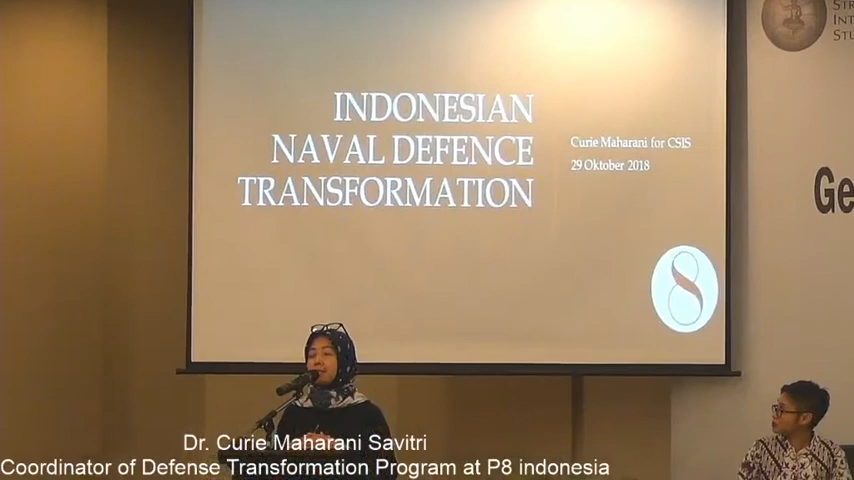 INDONESIAN
NAVAL DEFENCE
TRANSFORMATION
Curie Maharani for CSIS
29 Oktober 2018
8
Dr. Curie Maharani Savitri
Coordinator of Defense Transformation Program at P8 indonesia